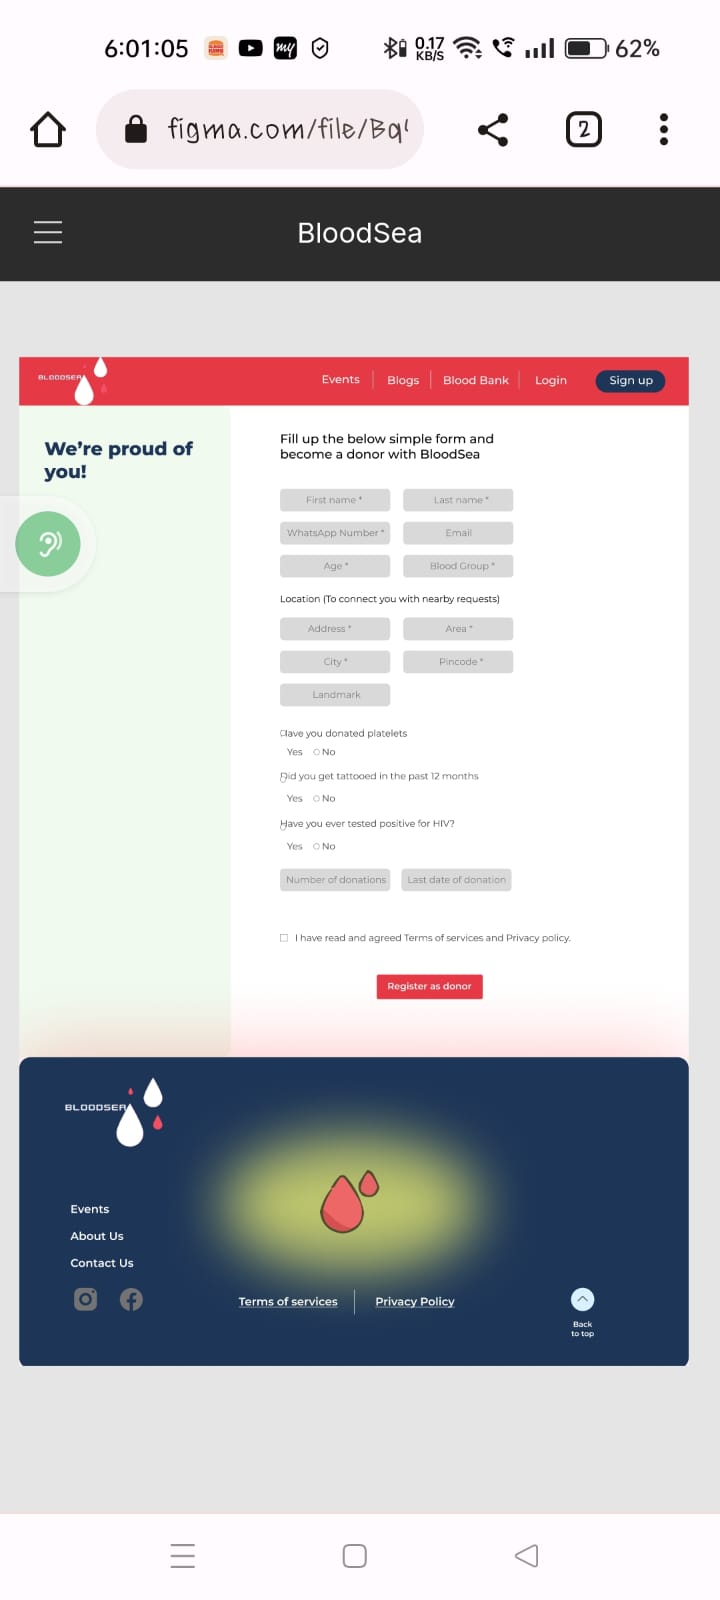 6:01:05 my 0.17 KB/S 62%
figma.com/file/Bq
2
BloodSea
BLOODSEA Events Blogs Blood Bank Login Sign up
We're proud of
you!
Fill up the below simple form and
become a donor with BloodSea
First name * Last name *
WhatsApp Number * Email
Age * Blood Group *
Location (To connect you with nearby requests)
Address * Area *
City * Pincode *
Landmark
Have you donated platelets
Yes No
Did you get tattooed in the past 12 months
Yes No
Have you ever tested positive for HIV?
Yes No
Number of donations Last date of donation
I have read and agreed Terms of services and Privacy policy.
Register as donor
BLOODSEA
Events
About Us
Contact Us
Terms of services Privacy Policy
Back
to top